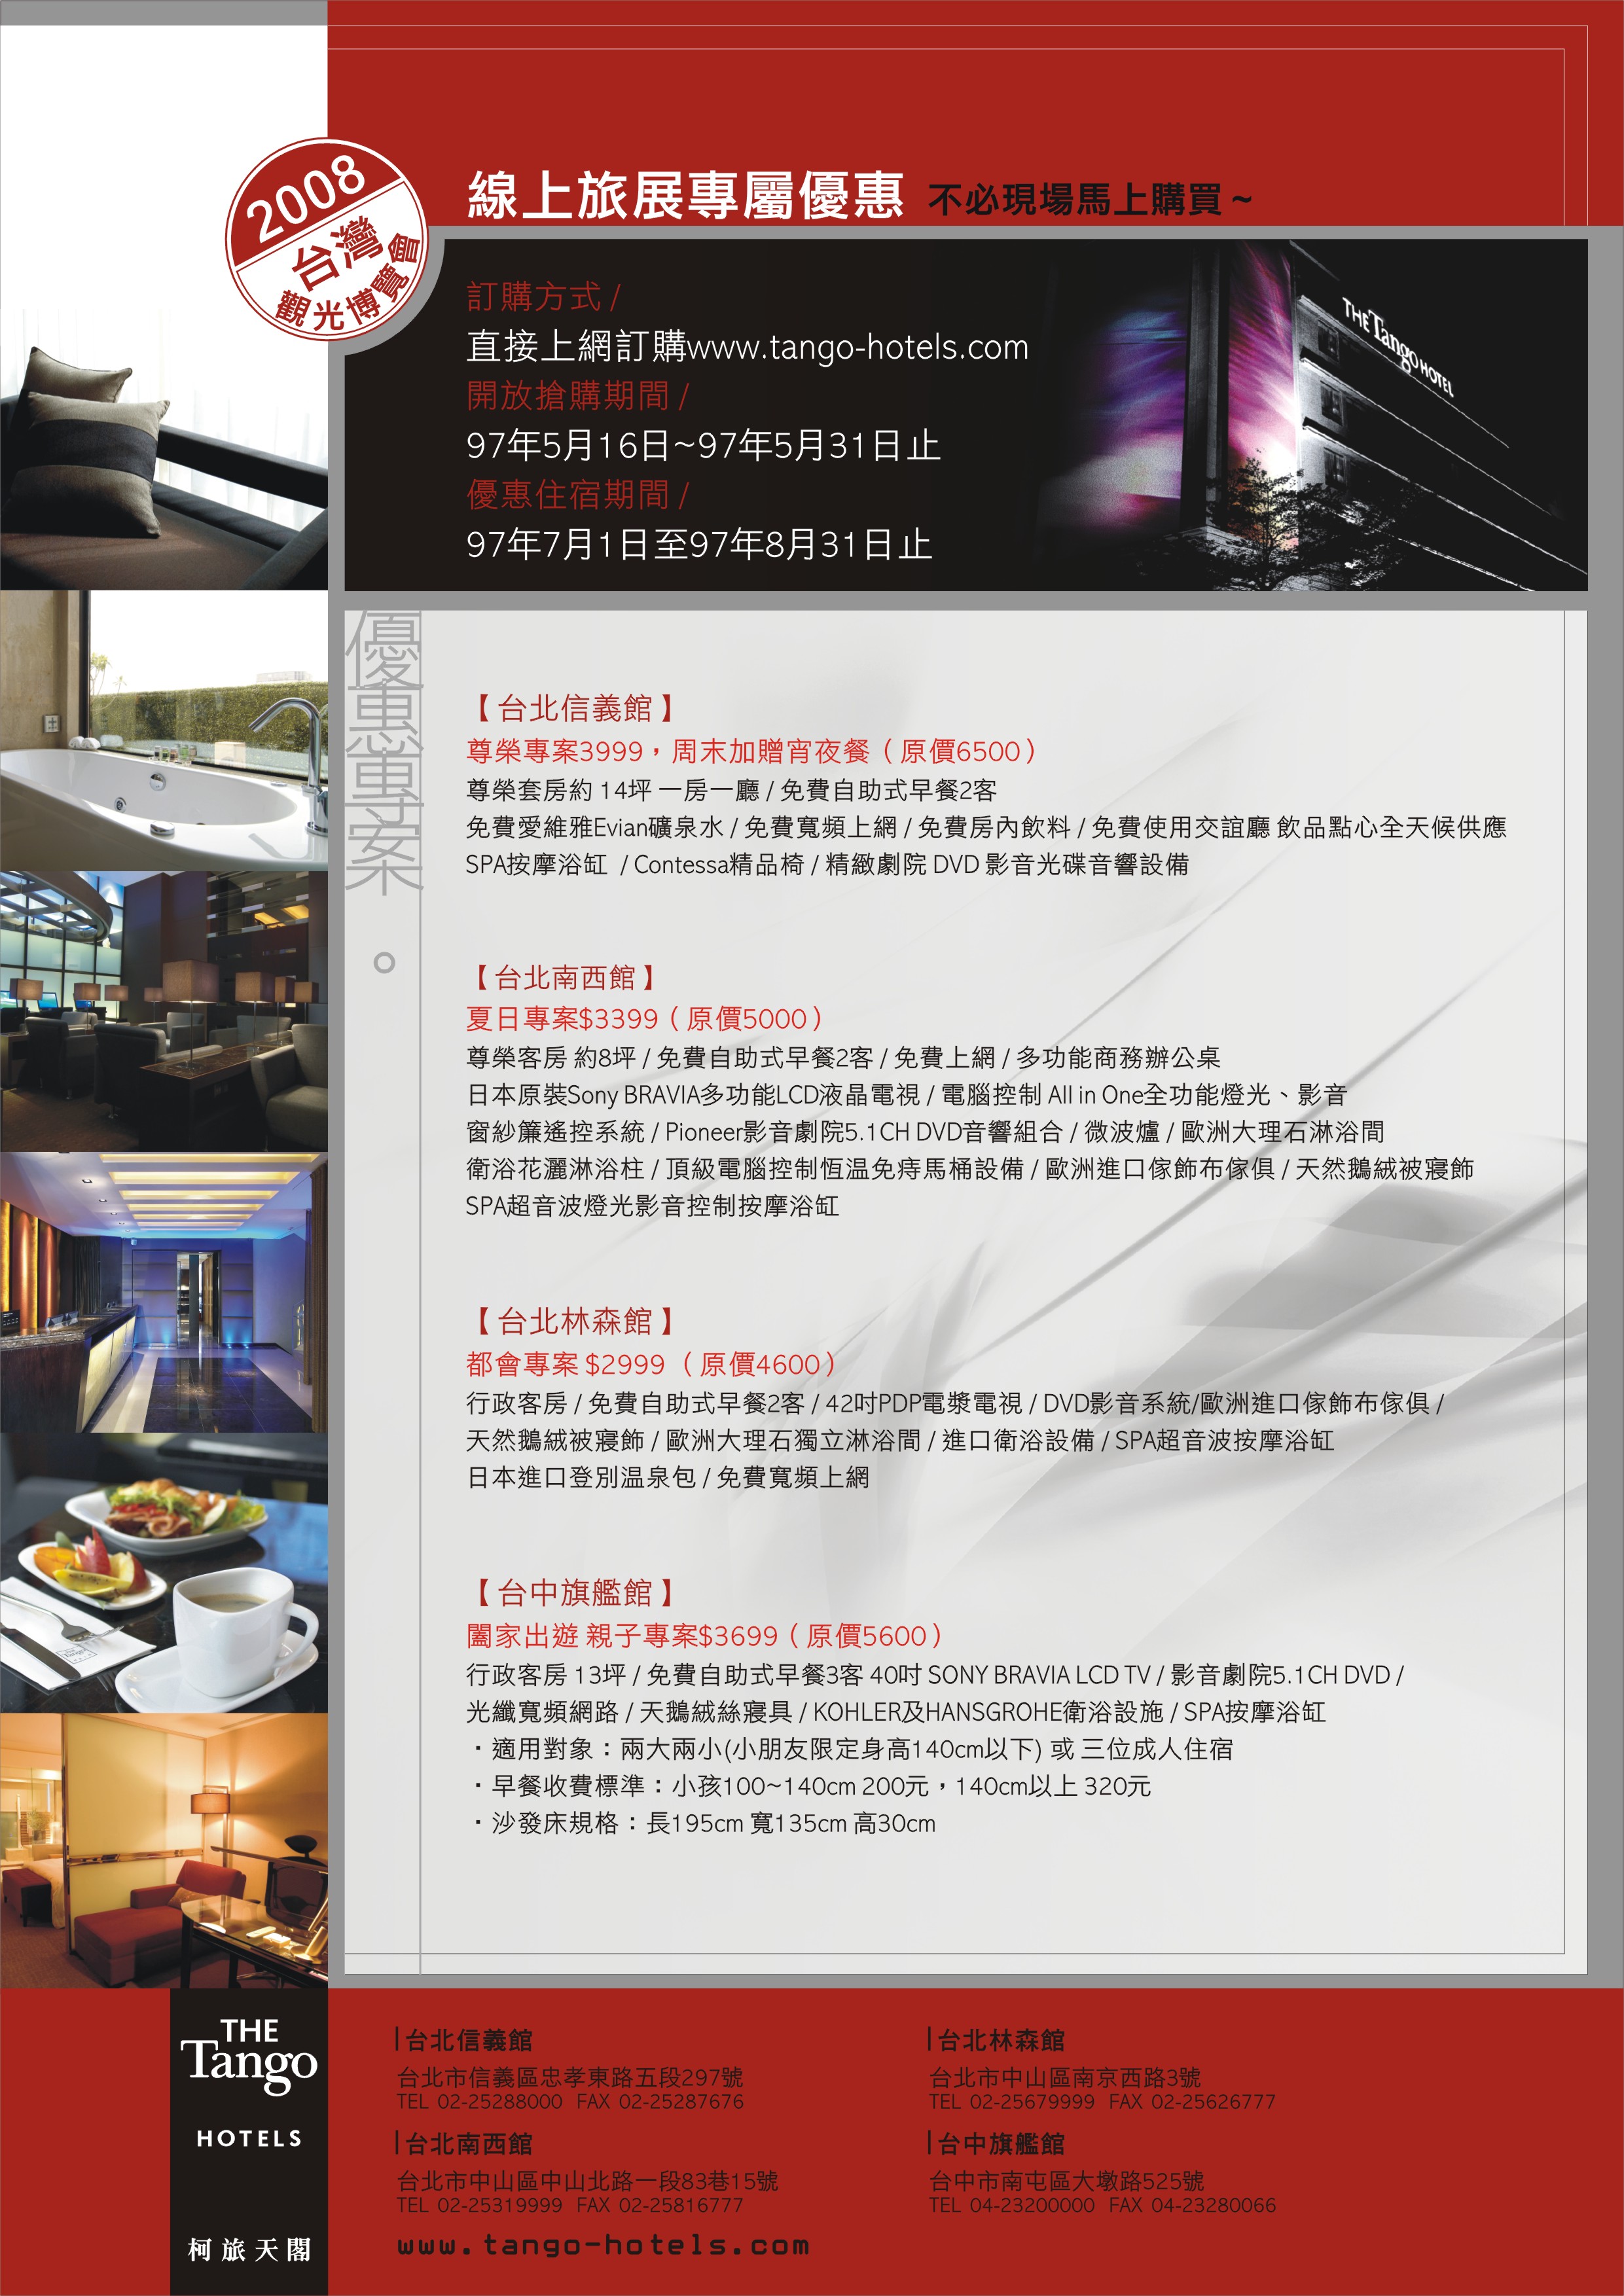 2008
台灣
觀光博覽會
線上旅展專屬優惠 不必現場馬上購買~
訂購方式 /
直接上網訂購www.tango-hotels.com
開放搶購期間 /
97年5月16日~97年5月31日止
優惠住宿期間 /
97年7月1日至97年8月31日止
THE Tango HOTEL
優惠專案。
【台北信義館】
尊榮專案3999，周末加贈宵夜餐（原價6500）
尊榮套房約 14坪 一房一廳 / 免費自助式早餐2客
免費愛維雅Evian礦泉水 / 免費寬頻上網 / 免費房內飲料 / 免費使用交誼廳 飲品點心全天候供應
SPA按摩浴缸 / Contessa精品椅 / 精緻劇院 DVD 影音光碟音響設備
【台北南西館】
夏日專案$3399（原價5000）
尊榮客房 約8坪 / 免費自助式早餐2客 / 免費上網 / 多功能商務辦公桌
日本原裝Sony BRAVIA多功能LCD液晶電視 / 電腦控制 All in One全功能燈光、影音
窗紗簾遙控系統 / Pioneer影音劇院5.1CH DVD音響組合 / 微波爐 / 歐洲大理石淋浴間
衛浴花灑淋浴柱 / 頂級電腦控制恆温免痔馬桶設備 / 歐洲進口傢飾布傢俱 / 天然鵝絨被寢飾
SPA超音波燈光影音控制按摩浴缸
【台北林森館】
都會專案 $2999 （原價4600）
行政客房 / 免費自助式早餐2客 / 42吋PDP電漿電視 / DVD影音系統/歐洲進口傢飾布傢俱 /
天然鵝絨被寢飾 / 歐洲大理石獨立淋浴間 / 進口衛浴設備 / SPA超音波按摩浴缸
日本進口登別温泉包 / 免費寬頻上網
【台中旗艦館】
闔家出遊 親子專案$3699（原價5600）
行政客房 13坪 / 免費自助式早餐3客 40吋 SONY BRAVIA LCD TV / 影音劇院5.1CH DVD /
光纖寬頻網路 / 天鵝絨絲寢具 / KOHLER及HANSGROHE衛浴設施 / SPA按摩浴缸
・適用對象：兩大兩小(小朋友限定身高140cm以下) 或 三位成人住宿
・早餐收費標準：小孩100~140cm 200元，140cm以上 320元
・沙發床規格：長195cm 寬135cm 高30cm
THE
Tango
HOTELS
柯旅天閣
台北信義館
台北市信義區忠孝東路五段297號
TEL 02-25288000 FAX 02-25287676
台北南西館
台北市中山區中山北路一段83巷15號
TEL 02-25319999 FAX 02-25816777
台北林森館
台北市中山區南京西路3號
TEL 02-25679999 FAX 02-25626777
台中旗艦館
台中市南屯區大墩路525號
TEL 04-23200000 FAX 04-23280066
www.tango-hotels.com